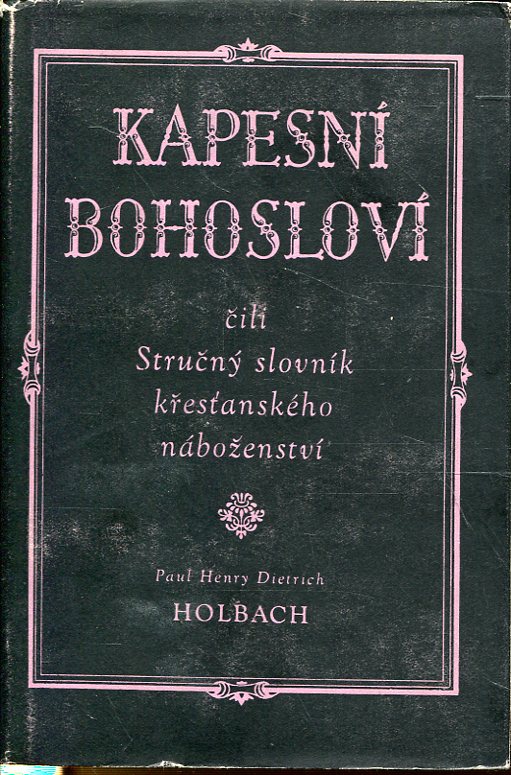 KAPESNÍ
BOHOSLOVÍ
čili
Stručný slovník
křesťanského
náboženství
Paul Henry Dietrich
HOLBACH